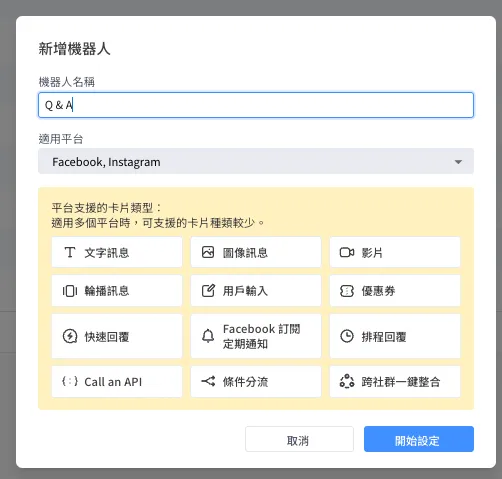 新增機器人
機器人名稱
Q & A
適用平台
Facebook, Instagram
平台支援的卡片類型：
適用多個平台時，可支援的卡片種類較少。
文字訊息
圖像訊息
影片
輪播訊息
用戶輸入
優惠券
快速回覆
Facebook 訂閱
定期通知
排程回覆
Call an API
條件分流
跨社群一鍵整合
取消
開始設定